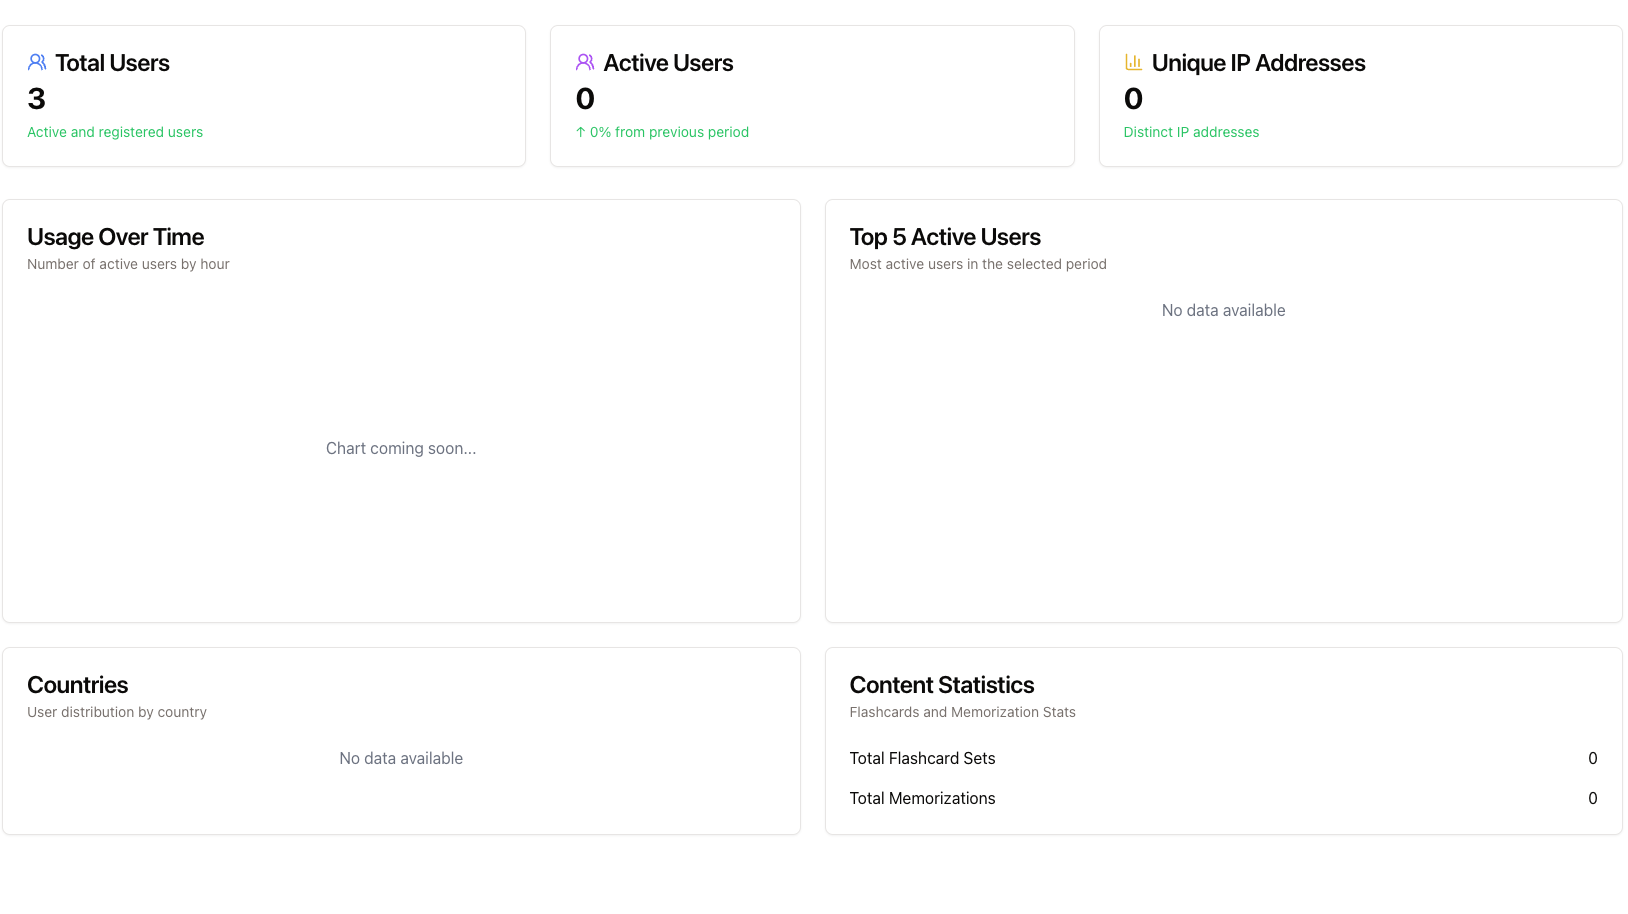 Total Users
3
Active and registered users
Active Users
0
↑ 0% from previous period
Unique IP Addresses
0
Distinct IP addresses
Usage Over Time
Number of active users by hour
Chart coming soon...
Top 5 Active Users
Most active users in the selected period
No data available
Countries
User distribution by country
No data available
Content Statistics
Flashcards and Memorization Stats
Total Flashcard Sets 0
Total Memorizations 0